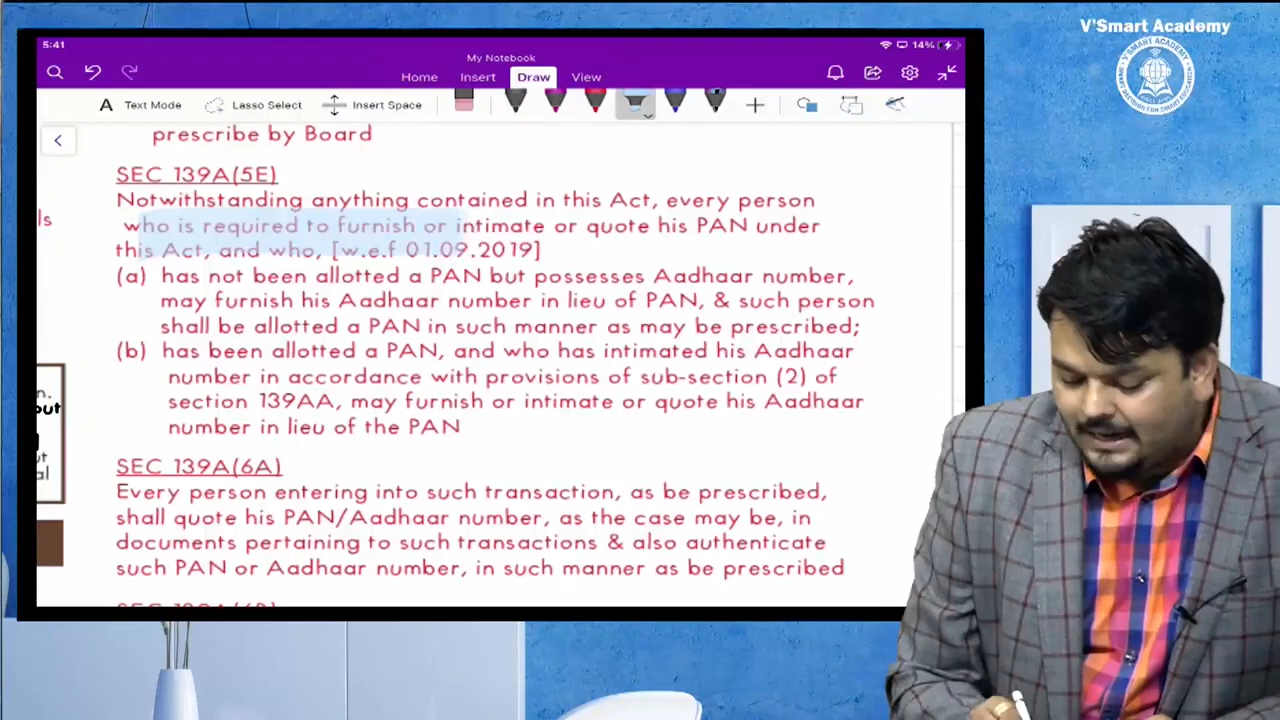 V'Smart Academy
5:41
14%
My Notebook
Home Insert Draw View
Text Mode Lasso Select Insert Space
prescribe by Board
SEC 139A(5E)
Notwithstanding anything contained in this Act, every person
who is required to furnish or intimate or quote his PAN under
this Act, and who, [w.e.f 01.09.2019]
(a) has not been allotted a PAN but possesses Aadhaar number,
may furnish his Aadhaar number in lieu of PAN, & such person
shall be allotted a PAN in such manner as may be prescribed;
(b) has been allotted a PAN, and who has intimated his Aadhaar
number in accordance with provisions of sub-section (2) of
section 139AA, may furnish or intimate or quote his Aadhaar
number in lieu of the PAN
SEC 139A(6A)
Every person entering into such transaction, as be prescribed,
shall quote his PAN/Aadhaar number, as the case may be, in
documents pertaining to such transactions & also authenticate
such PAN or Aadhaar number, in such manner as be prescribed